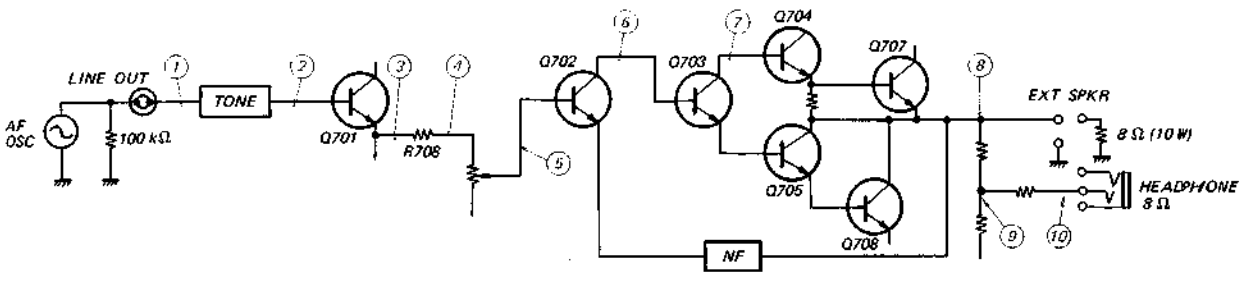 Q704
6
7
Q707
Q702
Q703
8
LINE OUT
1
2
3
4
EXT SPKR
TONE
AF
OSC
100 kΩ
Q701
R708
8 Ω (10 W)
5
Q705
HEADPHONE
8 Ω
Q708
9
10
NF